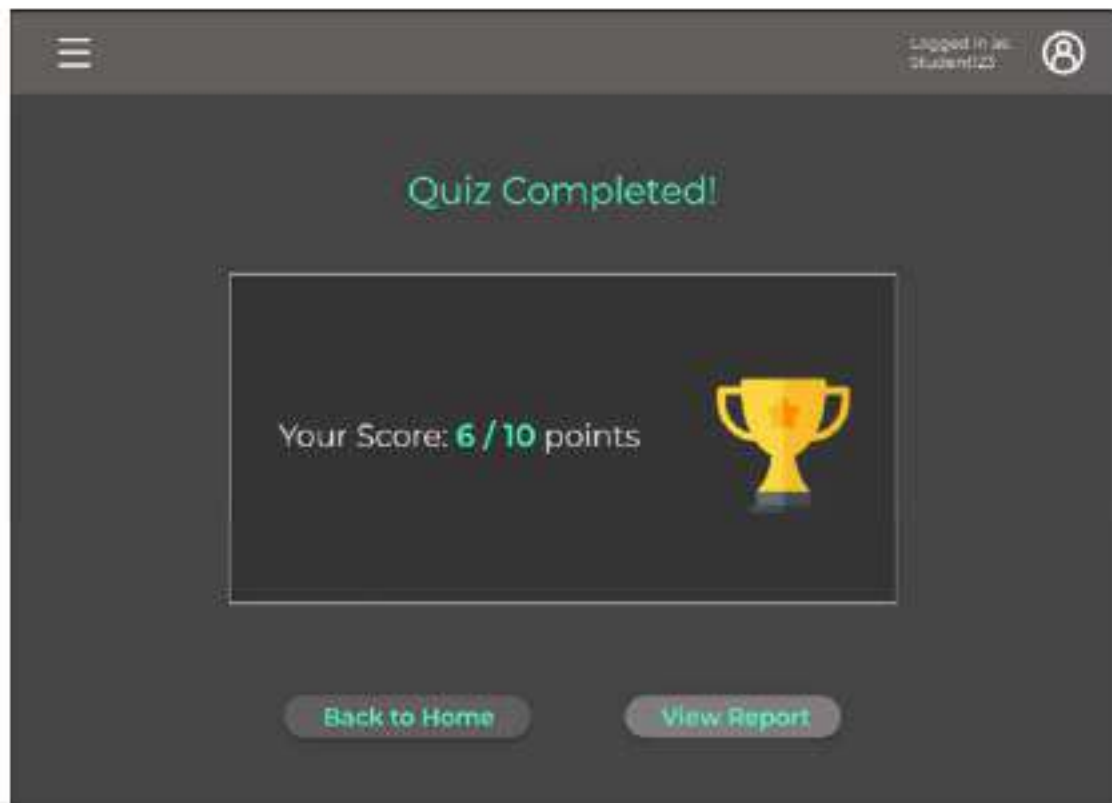 Logged in as:
Student123
Quiz Completed!
Your Score: 6 / 10 points
Back to Home
View Report